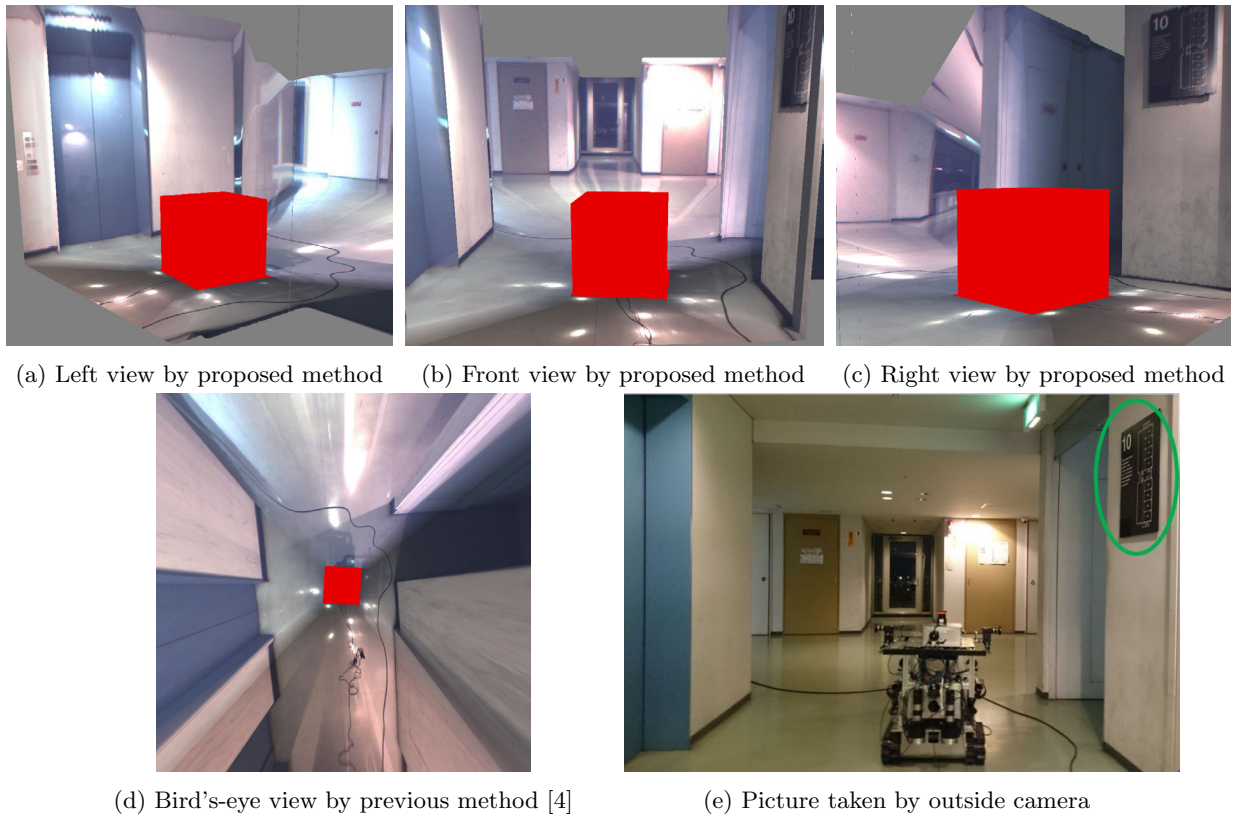 10
10
(a) Left view by proposed method
(b) Front view by proposed method
(c) Right view by proposed method
10
(d) Bird's-eye view by previous method [4]
(e) Picture taken by outside camera